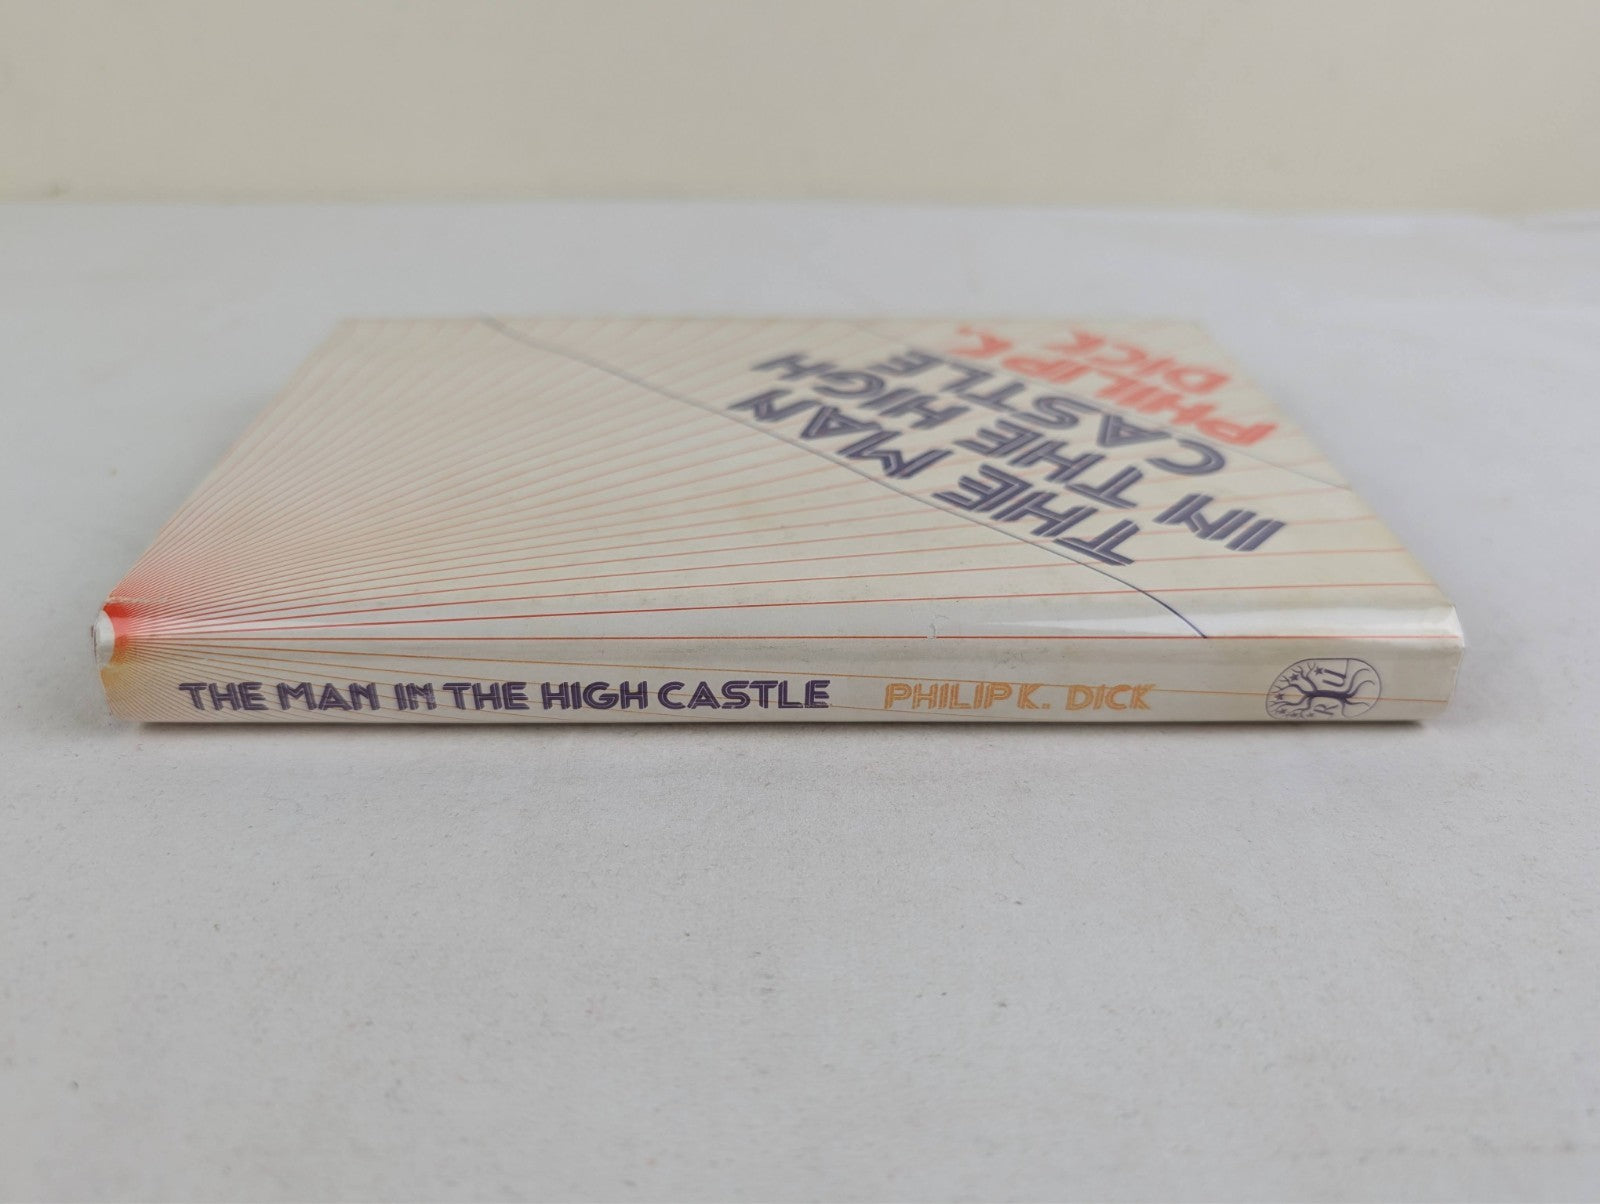 THE MAN
IN THE HIGH
CASTLE
PHILIP K.
DICK
THE MAN IN THE HIGH CASTLE PHILIP K. DICK
R U